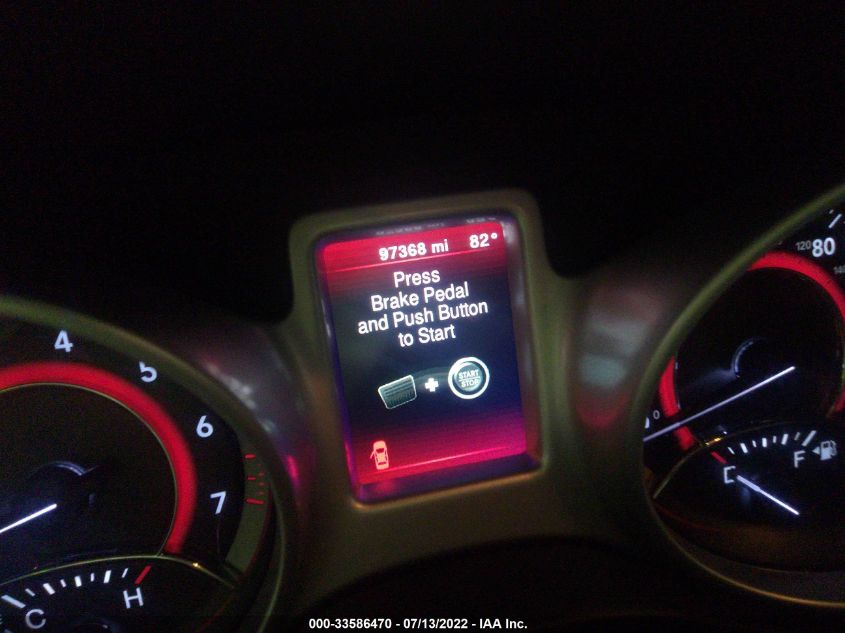 97368 mi 82°
Press
Brake Pedal
and Push Button
to Start
START
STOP
4
5
6
7
C
H
120 80
0
E
F
000-33586470 - 07/13/2022 - IAA Inc.